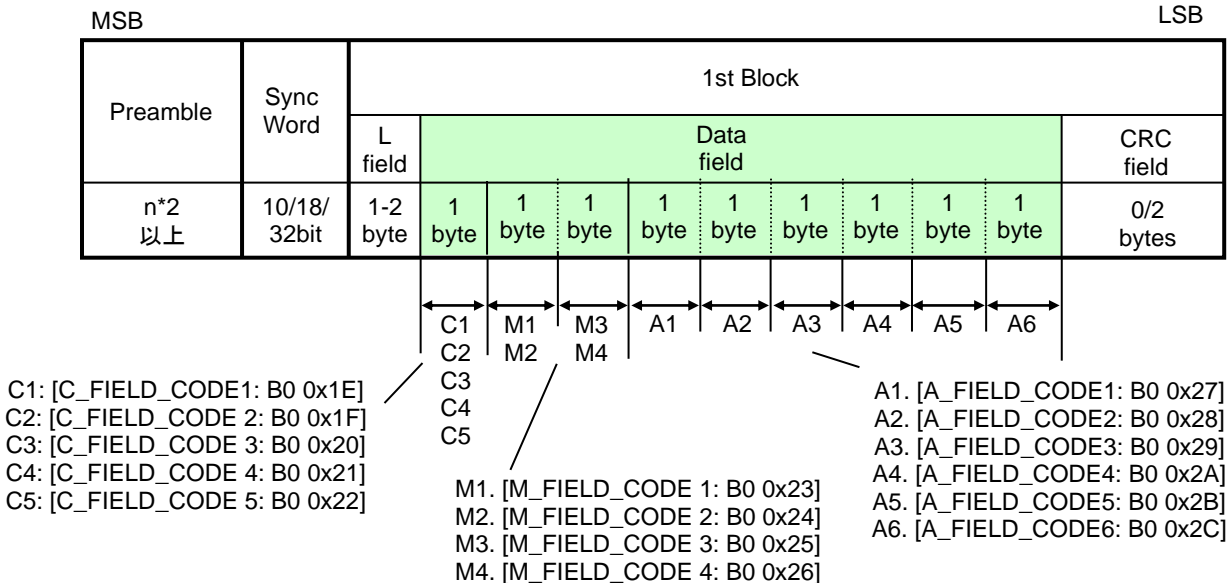 MSB
LSB
Preamble
Sync
Word
1st Block
L
field
Data
field
CRC
field
n*2
以上
10/18/
32bit
1-2
byte
1
byte
1
byte
1
byte
1
byte
1
byte
1
byte
1
byte
1
byte
1
byte
0/2
bytes
C1
C2
C3
C4
C5
M1
M2
M3
M4
A1
A2
A3
A4
A5
A6
C1: [C_FIELD_CODE1: B0 0x1E]
C2: [C_FIELD_CODE 2: B0 0x1F]
C3: [C_FIELD_CODE 3: B0 0x20]
C4: [C_FIELD_CODE 4: B0 0x21]
C5: [C_FIELD_CODE 5: B0 0x22]
M1. [M_FIELD_CODE 1: B0 0x23]
M2. [M_FIELD_CODE 2: B0 0x24]
M3. [M_FIELD_CODE 3: B0 0x25]
M4. [M_FIELD_CODE 4: B0 0x26]
A1. [A_FIELD_CODE1: B0 0x27]
A2. [A_FIELD_CODE2: B0 0x28]
A3. [A_FIELD_CODE3: B0 0x29]
A4. [A_FIELD_CODE4: B0 0x2A]
A5. [A_FIELD_CODE5: B0 0x2B]
A6. [A_FIELD_CODE6: B0 0x2C]